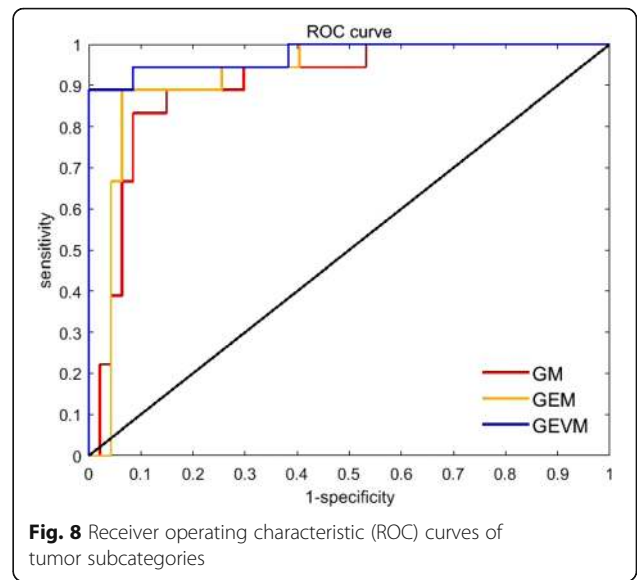 ROC curve
1
0.9
0.8
0.7
0.6
0.5
0.4
0.3
0.2
0.1
0
sensitivity
GM
GEM
GEVM
0 0.1 0.2 0.3 0.4 0.5 0.6 0.7 0.8 0.9 1
1-specificity
Fig. 8 Receiver operating characteristic (ROC) curves of
tumor subcategories